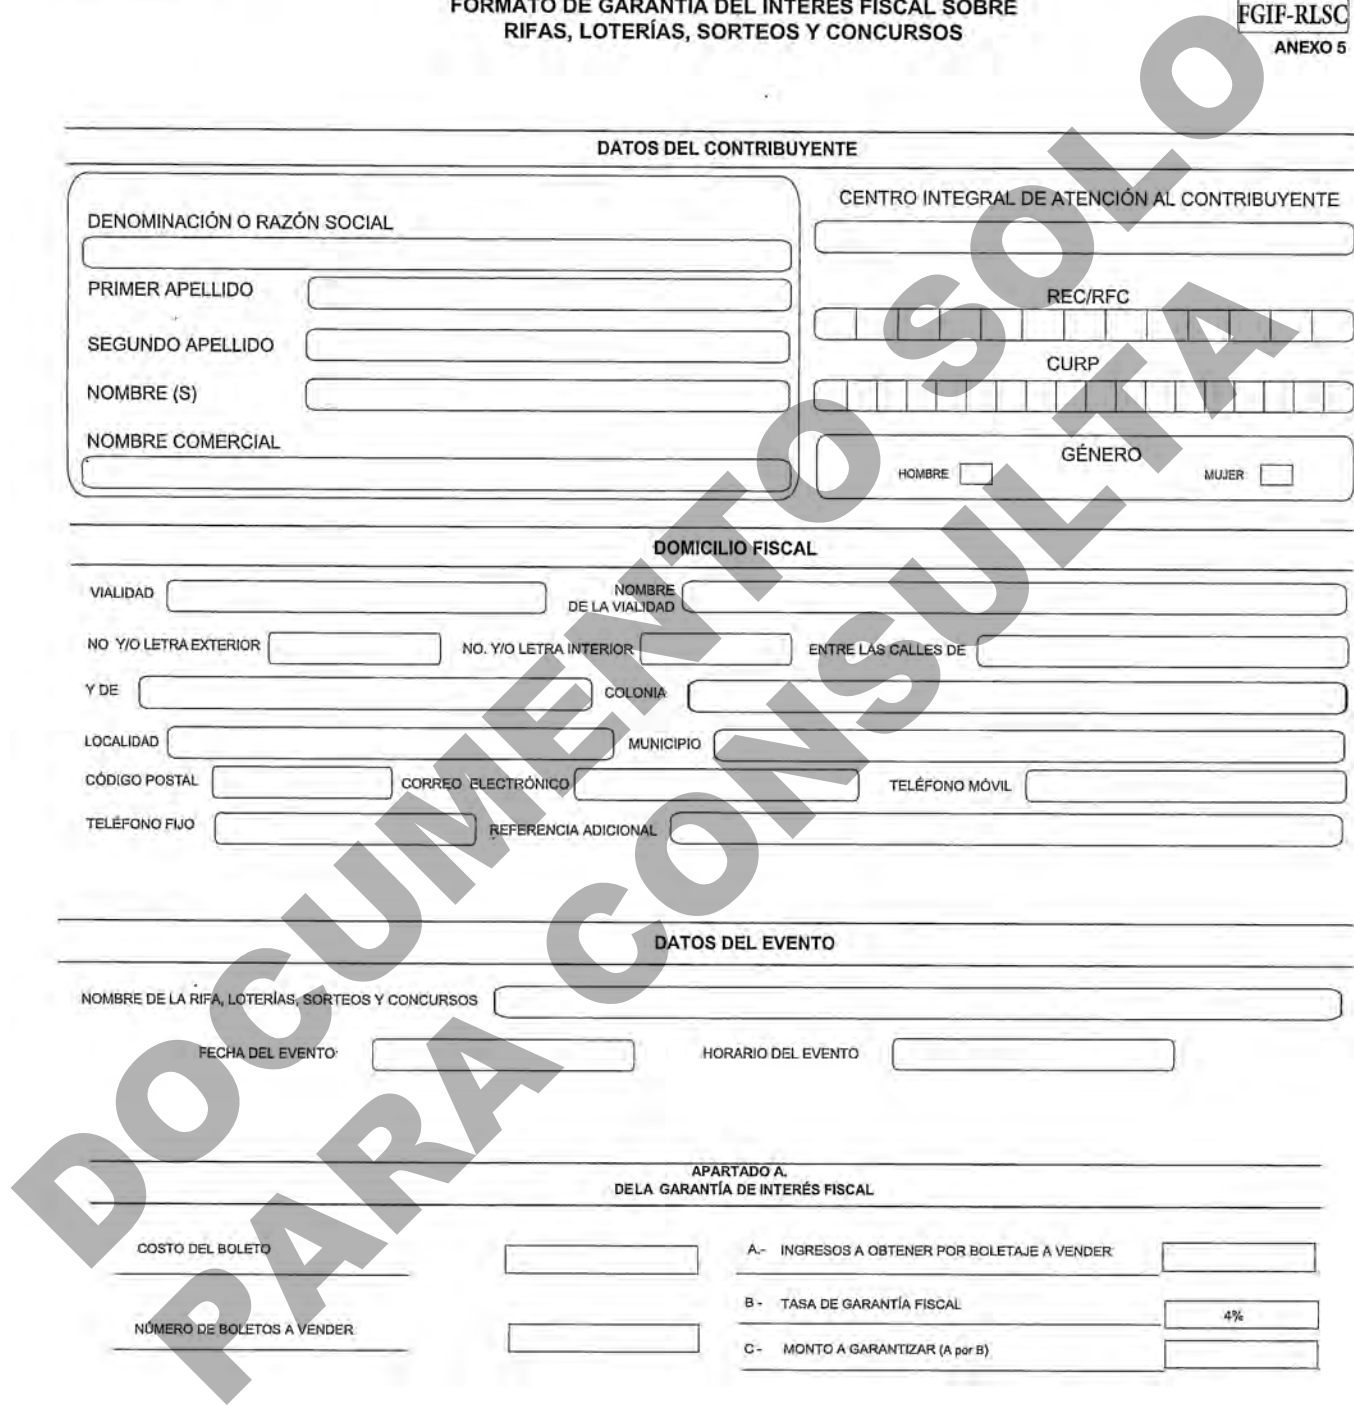 FORMATO DE GARANTÍA DEL INTERÉS FISCAL SOBRE
RIFAS, LOTERÍAS, SORTEOS Y CONCURSOS
FGIF-RLSC
ANEXO 5
DATOS DEL CONTRIBUYENTE
DENOMINACIÓN O RAZÓN SOCIAL
PRIMER APELLIDO
SEGUNDO APELLIDO
NOMBRE (S)
NOMBRE COMERCIAL
CENTRO INTEGRAL DE ATENCIÓN AL CONTRIBUYENTE
REC/RFC
CURP
GÉNERO
HOMBRE
MUJER
DOMICILIO FISCAL
VIALIDAD
NOMBRE
DE LA VIALIDAD
NO Y/O LETRA EXTERIOR
NO. Y/O LETRA INTERIOR
ENTRE LAS CALLES DE
Y DE
COLONIA
LOCALIDAD
MUNICIPIO
CÓDIGO POSTAL
CORREO ELECTRÓNICO
TELÉFONO MÓVIL
TELÉFONO FIJO
REFERENCIA ADICIONAL
DATOS DEL EVENTO
NOMBRE DE LA RIFA, LOTERÍAS, SORTEOS Y CONCURSOS
FECHA DEL EVENTO
HORARIO DEL EVENTO
APARTADO A.
DE LA GARANTÍA DE INTERÉS FISCAL
COSTO DEL BOLETO
NÚMERO DE BOLETOS A VENDER
A.- INGRESOS A OBTENER POR BOLETAJE A VENDER
B - TASA DE GARANTÍA FISCAL
4%
C - MONTO A GARANTIZAR (A por B)
DOCUMENTO SOLO
PARA CONSULTA